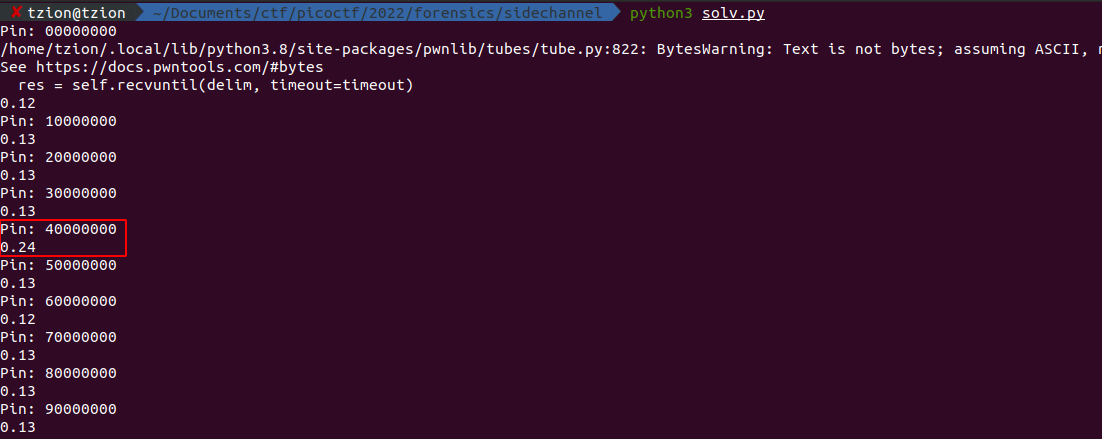 ✘ tzion@tzion ~/Documents/ctf/picoctf/2022/forensics/sidechannel python3 solv.py
Pin: 00000000
/home/tzion/.local/lib/python3.8/site-packages/pwnlib/tubes/tube.py:822: BytesWarning: Text is not bytes; assuming ASCII,
See https://docs.pwntools.com/#bytes
  res = self.recvuntil(delim, timeout=timeout)
0.12
Pin: 10000000
0.13
Pin: 20000000
0.13
Pin: 30000000
0.13
Pin: 40000000
0.24
Pin: 50000000
0.13
Pin: 60000000
0.12
Pin: 70000000
0.13
Pin: 80000000
0.13
Pin: 90000000
0.13